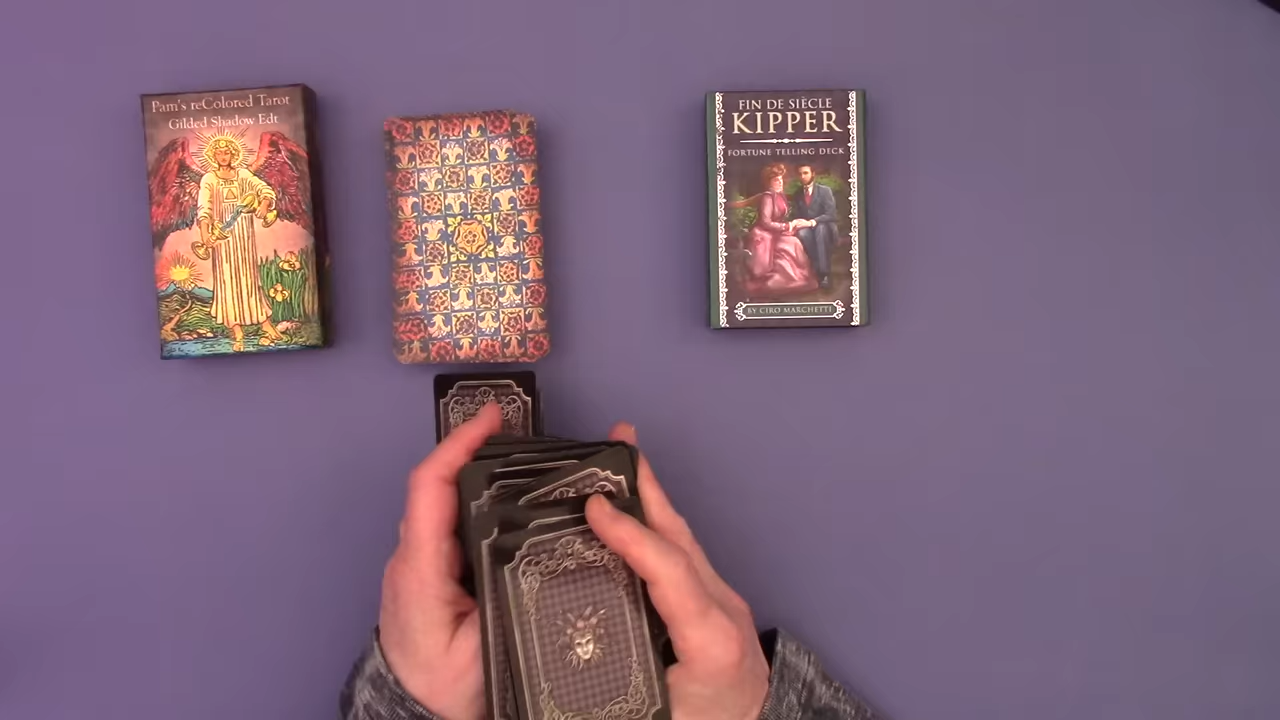 Pam's reColored Tarot
Gilded Shadow Edt
FIN DE SIÈCLE
KIPPER
FORTUNE TELLING DECK
BY CIRO MARCHETTI